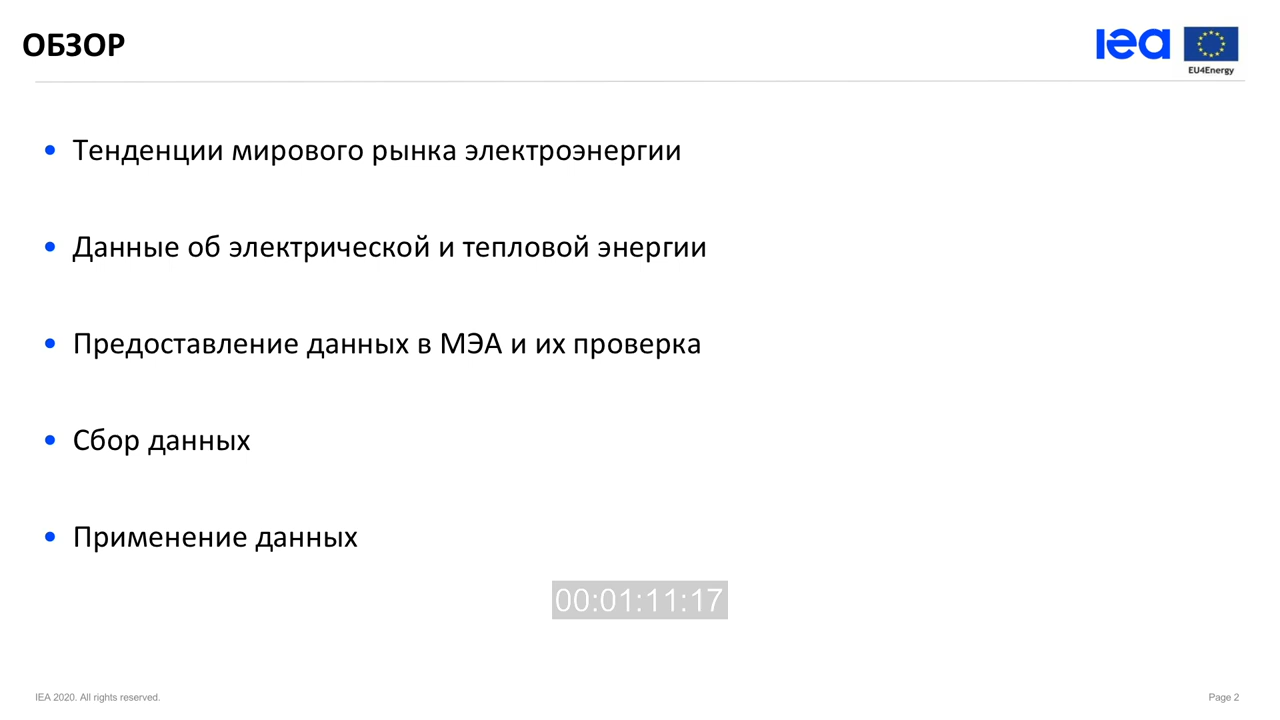 ОБЗОР
iea
EU4Energy
• Тенденции мирового рынка электроэнергии
• Данные об электрической и тепловой энергии
• Предоставление данных в МЭА и их проверка
• Сбор данных
• Применение данных
00:01:11:17
IEA 2020. All rights reserved.
Page 2